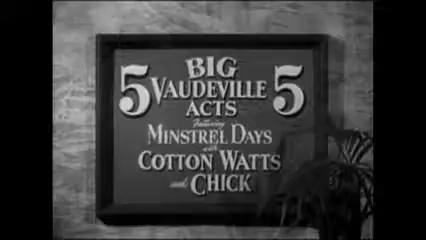 BIG
5 VAUDEVILLE 5
ACTS
Featuring
MINSTREL DAYS
with
COTTON WATTS
and CHICK